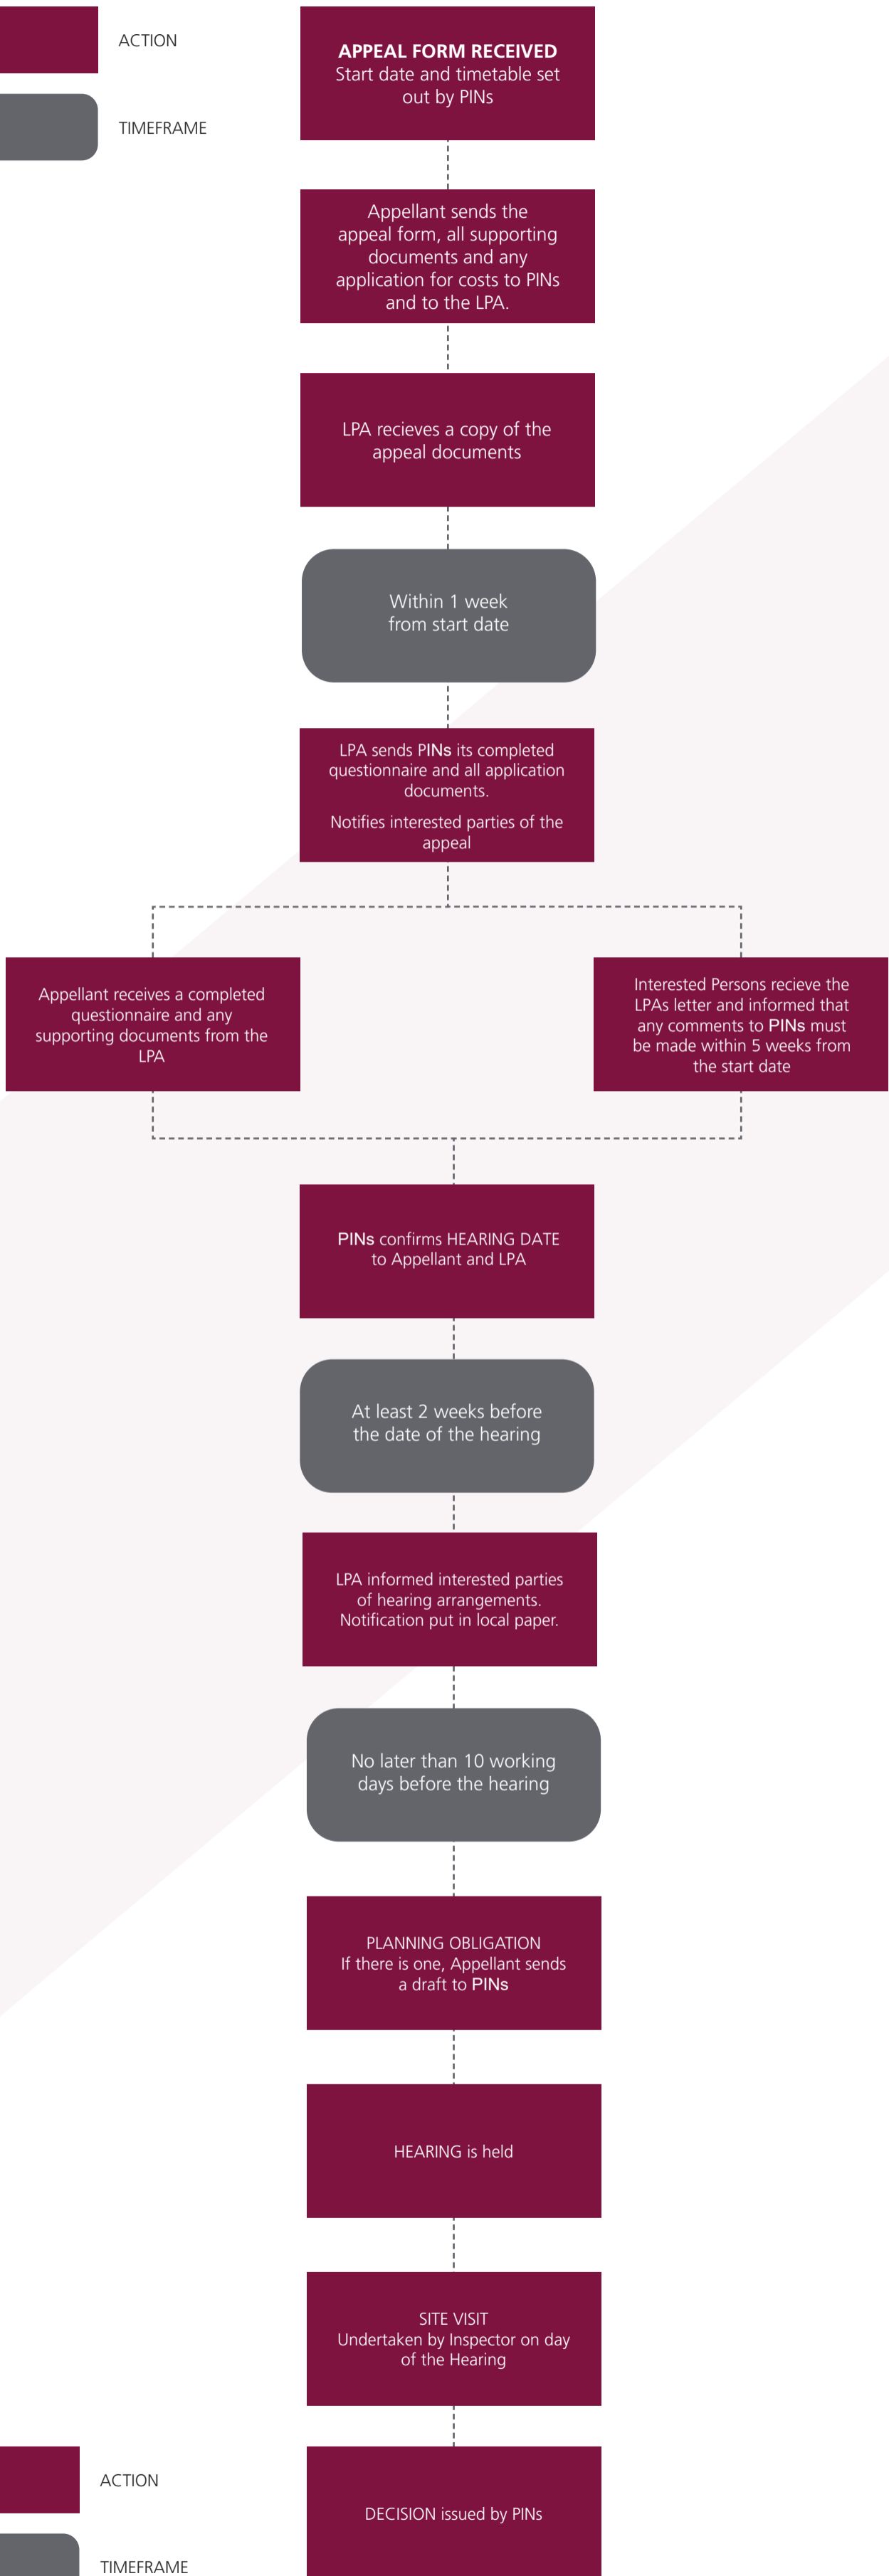 ACTION
TIMEFRAME
APPEAL FORM RECEIVED
Start date and timetable set
out by PINs
Appellant sends the
appeal form, all supporting
documents and any
application for costs to PINs
and to the LPA.
LPA recieves a copy of the
appeal documents
Within 1 week
from start date
LPA sends PINs its completed
questionnaire and all application
documents.
Notifies interested parties of the
appeal
Appellant receives a completed
questionnaire and any
supporting documents from the
LPA
Interested Persons recieve the
LPAs letter and informed that
any comments to PINs must
be made within 5 weeks from
the start date
PINs confirms HEARING DATE
to Appellant and LPA
At least 2 weeks before
the date of the hearing
LPA informed interested parties
of hearing arrangements.
Notification put in local paper.
No later than 10 working
days before the hearing
PLANNING OBLIGATION
If there is one, Appellant sends
a draft to PINs
HEARING is held
SITE VISIT
Undertaken by Inspector on day
of the Hearing
DECISION issued by PINs
ACTION
TIMEFRAME